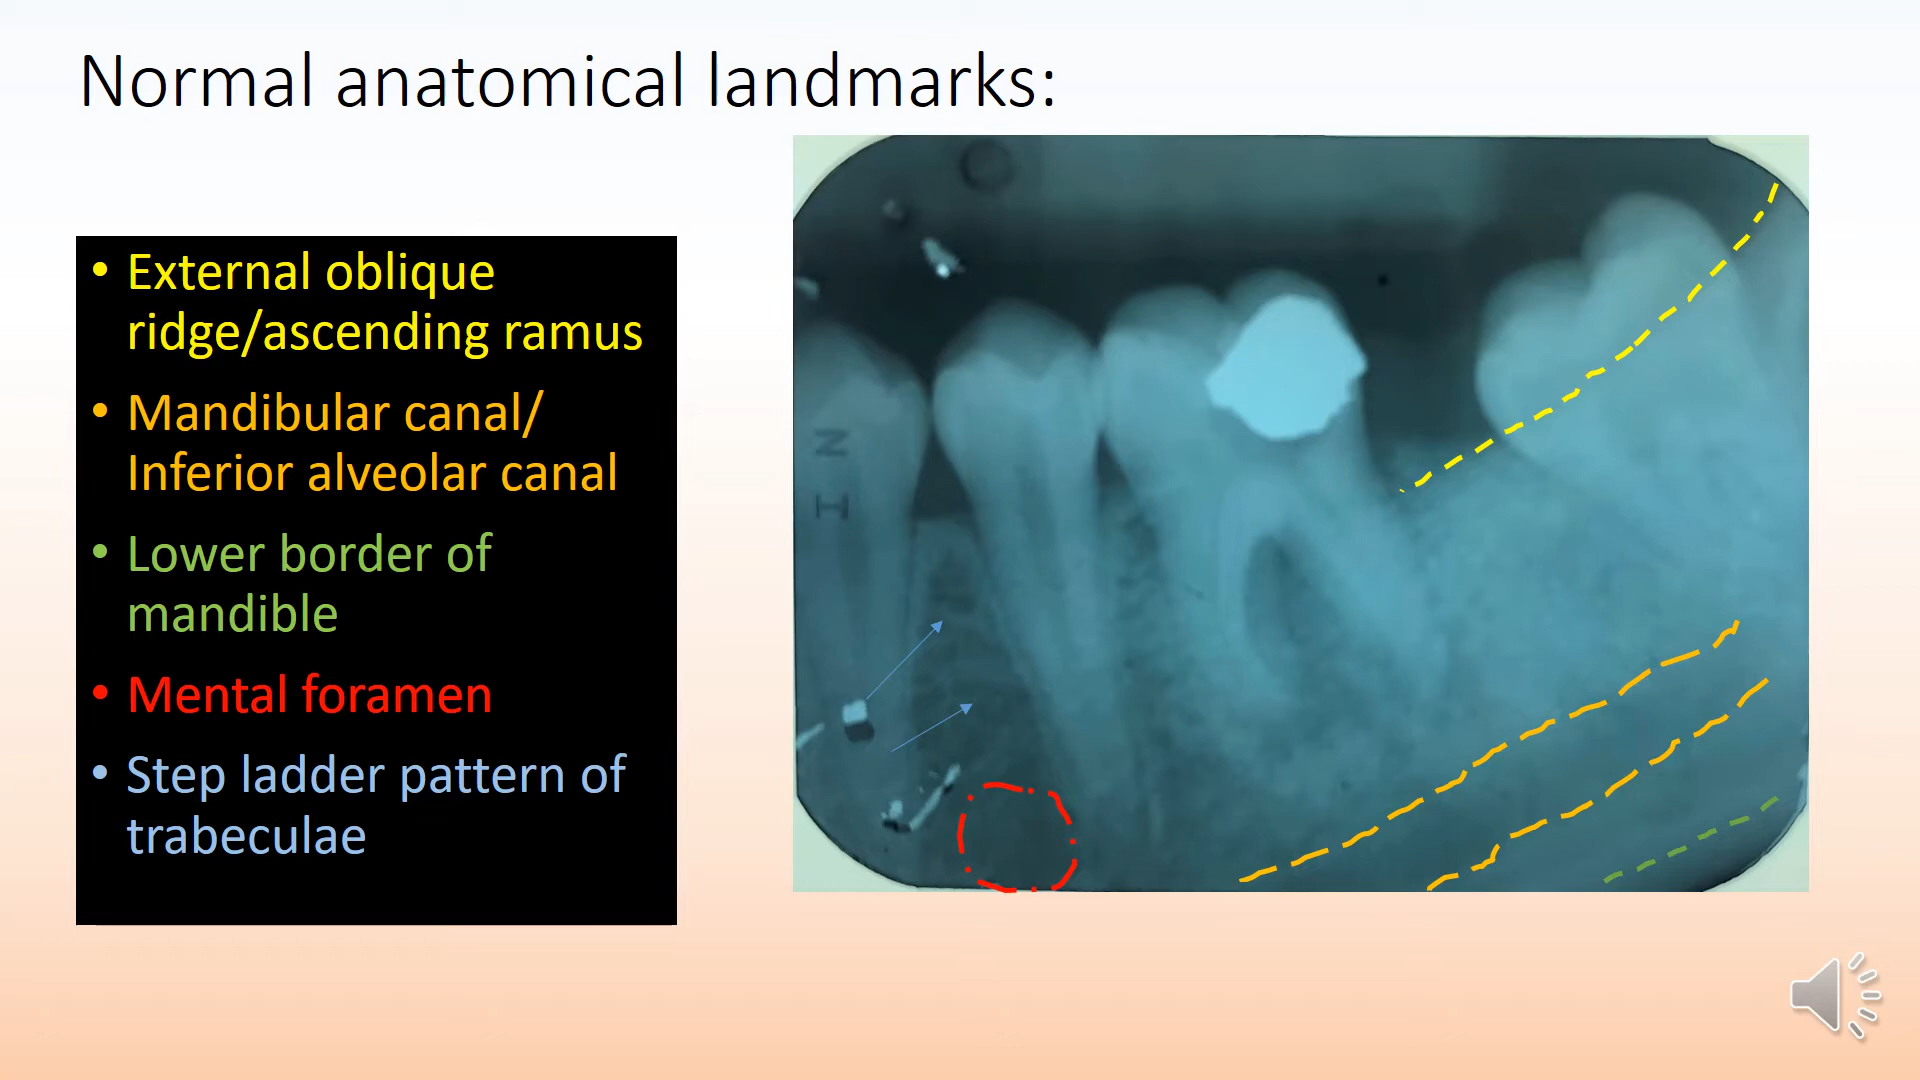 Normal anatomical landmarks:
• External oblique
ridge/ascending ramus
• Mandibular canal/
Inferior alveolar canal
• Lower border of
mandible
• Mental foramen
• Step ladder pattern of
trabeculae